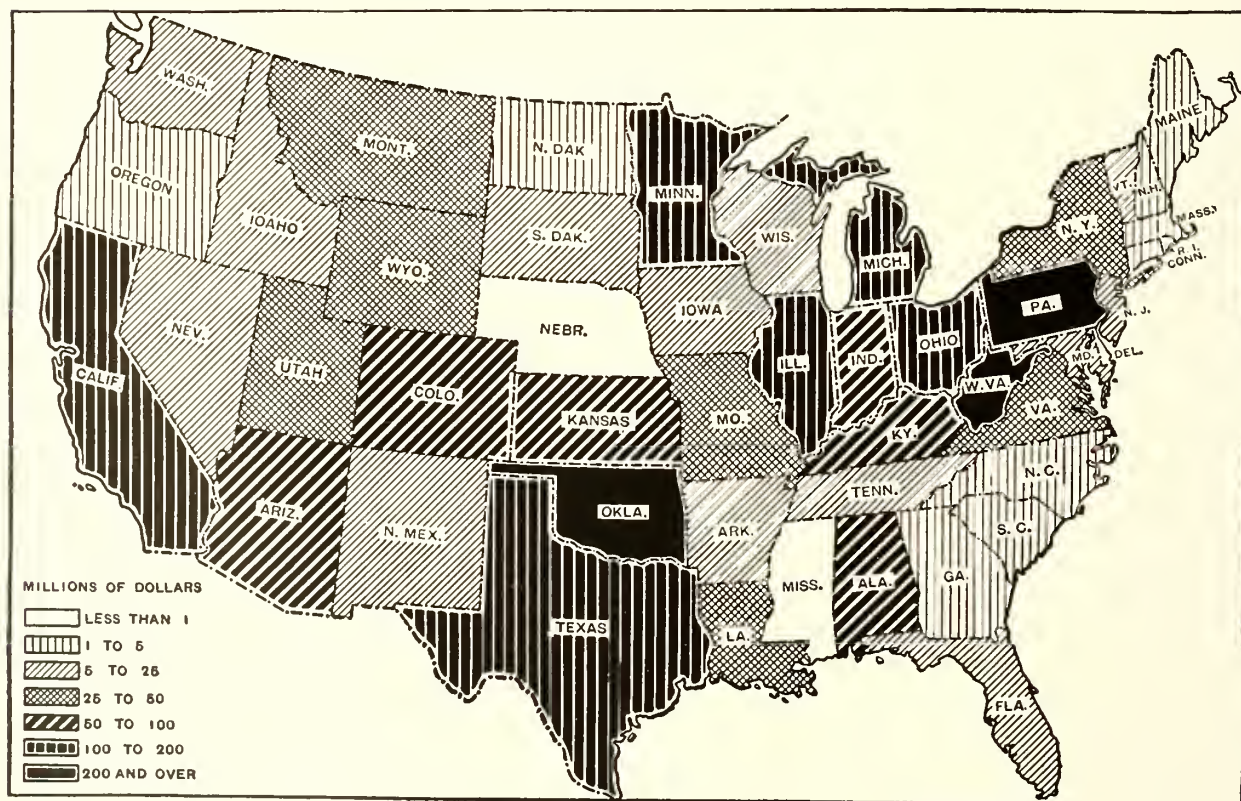 WASH.
MONT.
N. DAK
MINN.
MAINE
OREGON
IDAHO
S. DAK.
WIS.
MICH.
N. Y.
VT.
N.H.
MASS.
R. I.
CONN.
WYO.
IOWA
PA.
N. J.
NEV.
NEBR.
ILL.
IND.
OHIO
MD.
DEL.
CALIF.
UTAH
COLO.
KANSAS
MO.
KY.
W.VA.
VA.
ARIZ.
N. MEX.
OKLA.
ARK.
TENN.
N. C.
S. C.
TEXAS
LA.
MISS.
ALA.
GA.
FLA.
MILLIONS OF DOLLARS
LESS THAN 1
1 TO 5
5 TO 25
25 TO 50
50 TO 100
100 TO 200
200 AND OVER